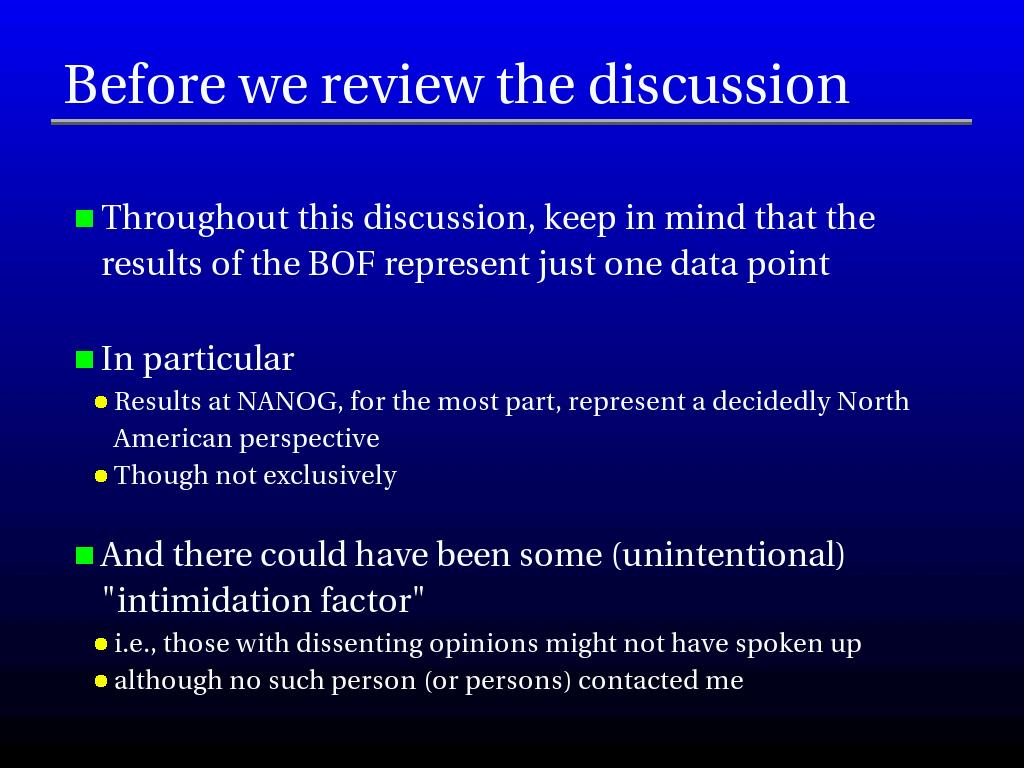 Before we review the discussion
Throughout this discussion, keep in mind that the
results of the BOF represent just one data point
In particular
Results at NANOG, for the most part, represent a decidedly North
American perspective
Though not exclusively
And there could have been some (unintentional)
"intimidation factor"
i.e., those with dissenting opinions might not have spoken up
although no such person (or persons) contacted me